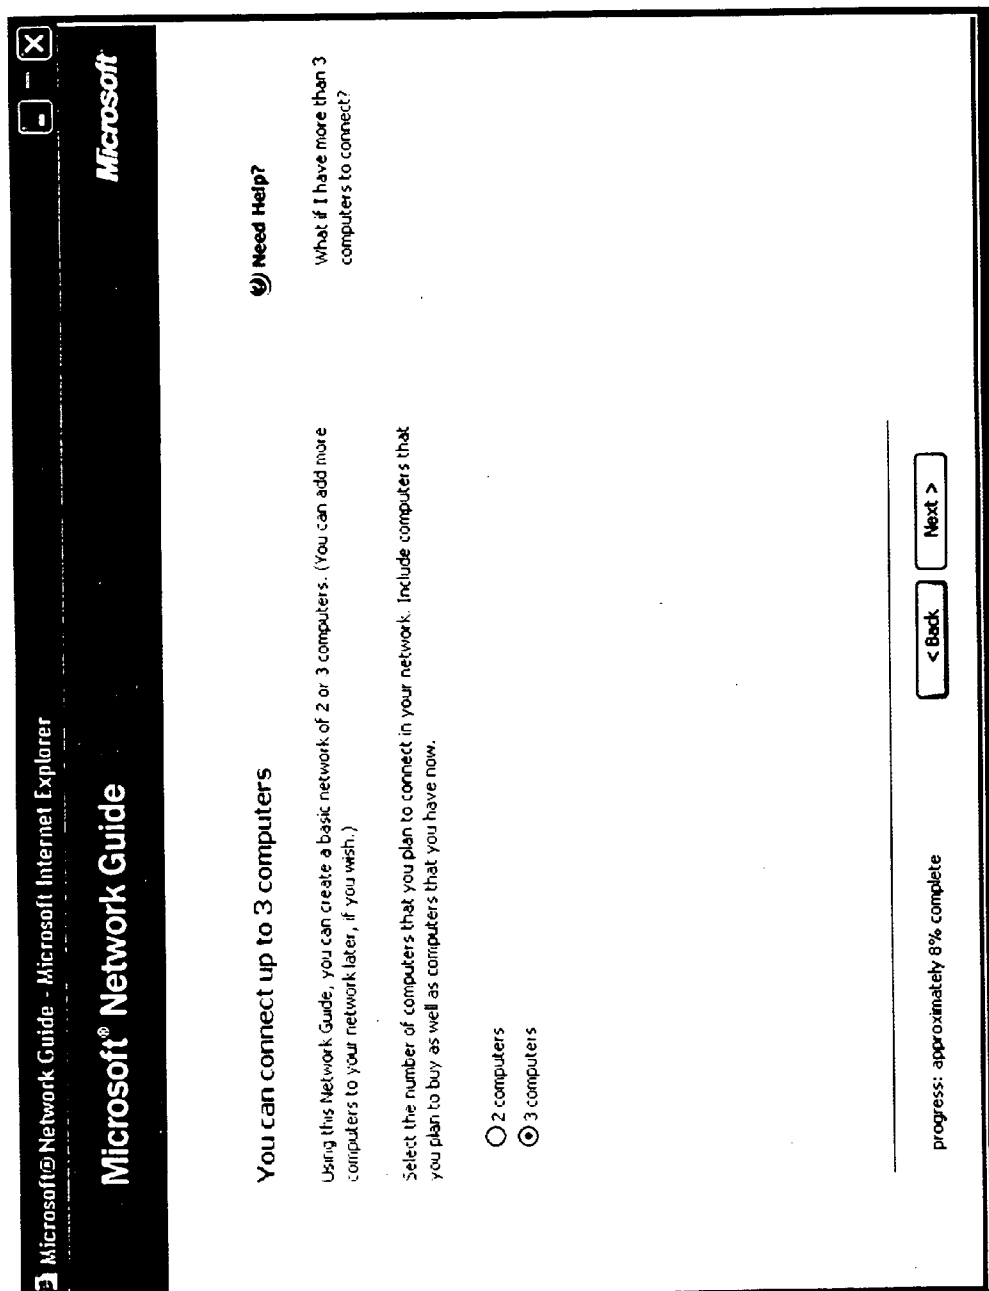 Microsoft® Network Guide - Microsoft Internet Explorer
Microsoft® Network Guide
Microsoft
You can connect up to 3 computers
Using this Network Guide, you can create a basic network of 2 or 3 computers. (You can add more
computers to your network later, if you wish.)
Select the number of computers that you plan to connect in your network. Include computers that
you plan to buy as well as computers that you have now.
2 computers
3 computers
Need Help?
What if I have more than 3
computers to connect?
progress: approximately 8% complete
< Back
Next >